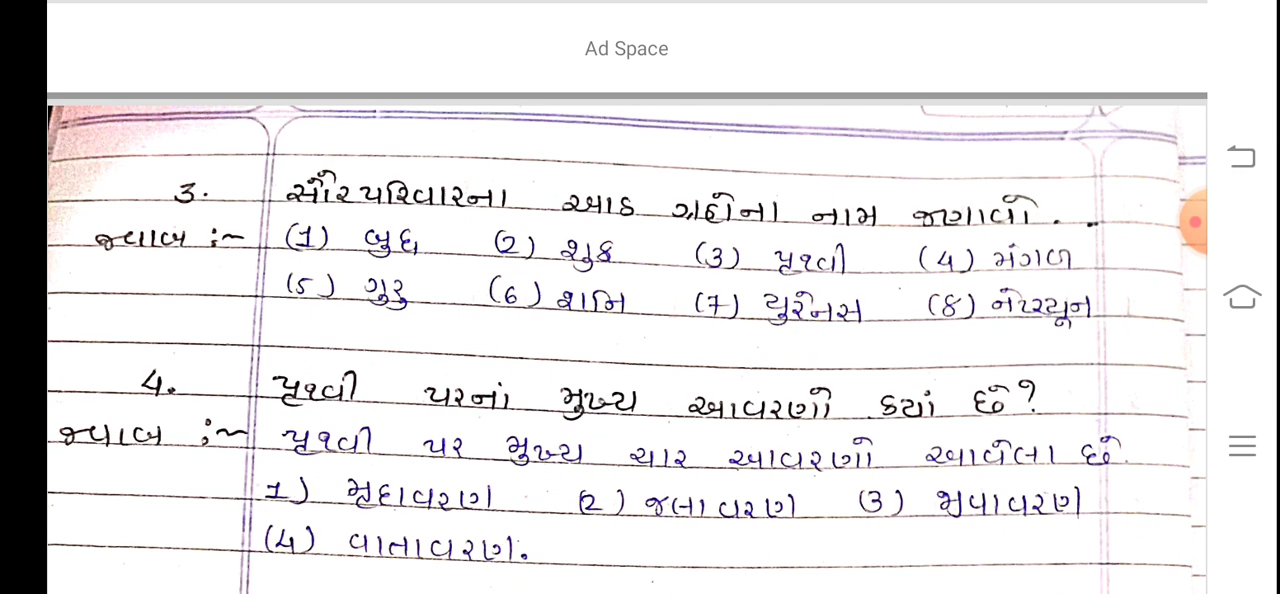 Ad Space
3. સૌરપરિવારના આઠ ગ્રહોના નામ જણાવો.
જવાબ :~ (1) બુધ (2) શુક્ર (3) પૃથ્વી (4) મંગળ
(5) ગુરુ (6) શનિ (7) યુરેનસ (8) નેપ્ચ્યૂન
4. પૃથ્વી પરનાં મુખ્ય આવરણો કયાં છે?
જવાબ :~ પૃથ્વી પર મુખ્ય ચાર આવરણો આવેલા છે.
1) મૃદાવરણ (2) જલાવરણ (3) જીવાવરણ
(4) વાતાવરણ.